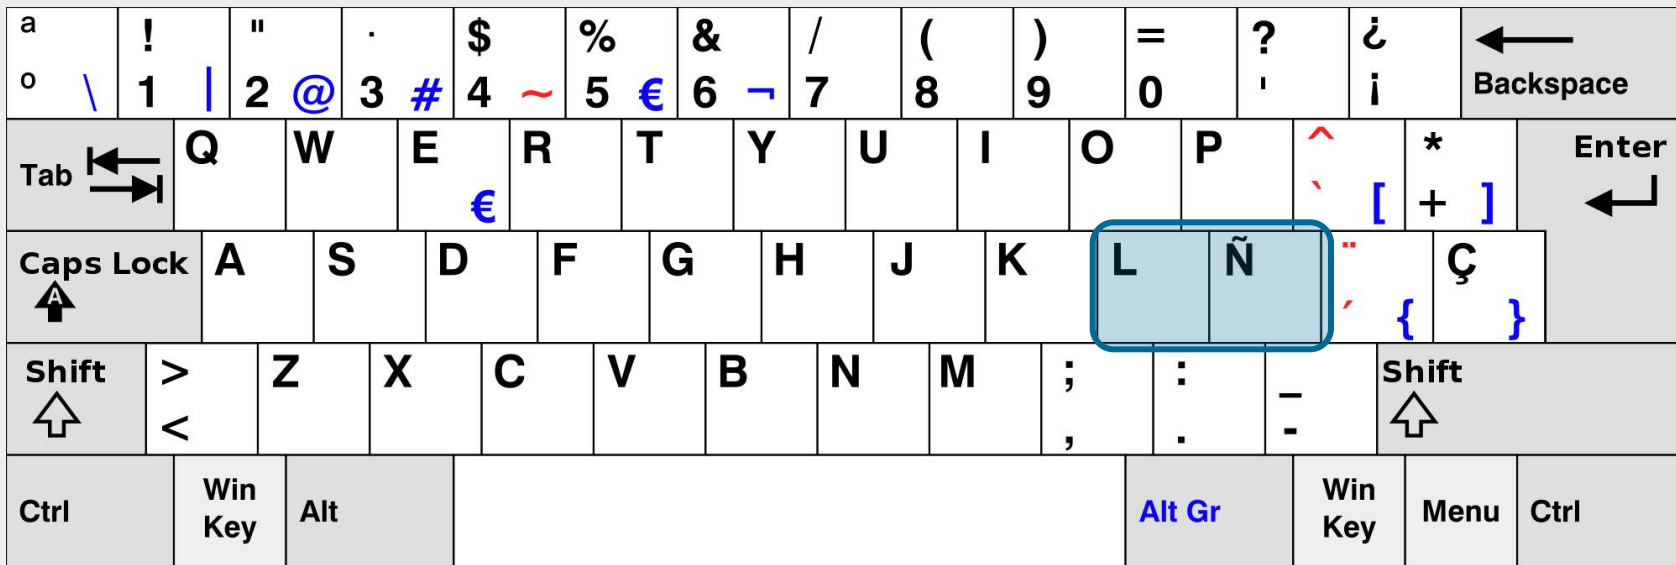 ª ! " · $ % & / ( ) = ? ¿
º \ 1 | 2 @ 3 # 4 ~ 5 € 6 ¬ 7 8 9 0 ' ¡ Backspace
Tab Q W E R T Y U I O P ^ * Enter
€ ` [ + ]
Caps Lock A S D F G H J K L Ñ ¨ Ç
A ´ { }
Shift > Z X C V B N M ; : _ Shift
< , . -
Ctrl Win Key Alt Alt Gr Win Key Menu Ctrl